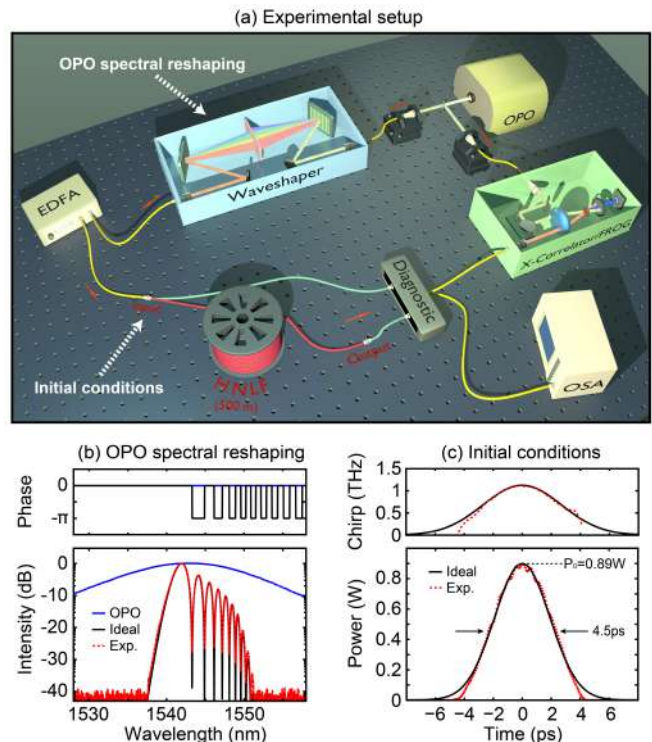 (a) Experimental setup
OPO spectral reshaping
OPO
Waveshaper
EDFA
X-Correlator/FROG
Diagnostic
Input
Output
Initial conditions
HNLF
(500 m)
OSA
(b) OPO spectral reshaping
Phase
0
-π
Intensity (dB)
0
-10
-20
-30
-40
OPO
Ideal
Exp.
1530 1540 1550
Wavelength (nm)
(c) Initial conditions
Chirp (THz)
1.5
1
0.5
0
Power (W)
0.8
0.6
0.4
0.2
0
Ideal
Exp.
P₀=0.89W
4.5ps
-6 -4 -2 0 2 4 6
Time (ps)